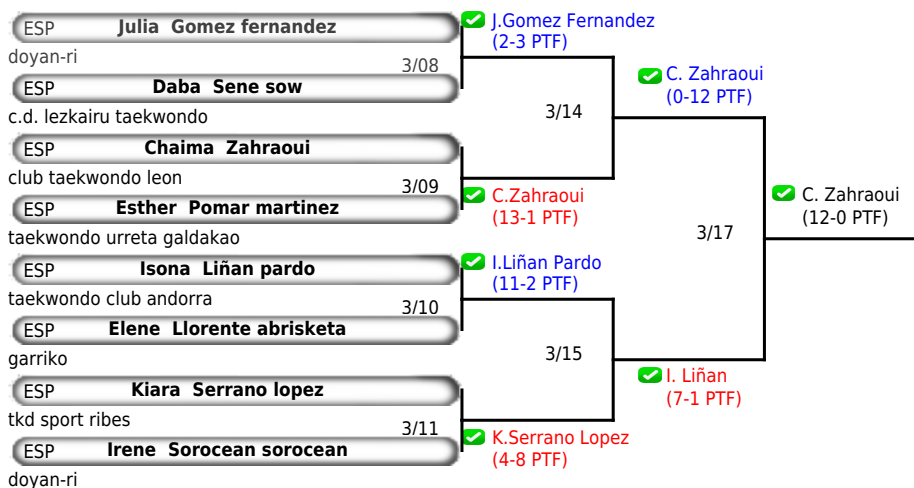 ESP Julia Gomez fernandez
doyan-ri
3/08
ESP Daba Sene sow
c.d. lezkairu taekwondo
J.Gomez Fernandez
(2-3 PTF)
ESP Chaima Zahraoui
club taekwondo leon
3/09
ESP Esther Pomar martinez
taekwondo urreta galdakao
C.Zahraoui
(13-1 PTF)
3/14
C. Zahraoui
(0-12 PTF)
ESP Isona Liñan pardo
taekwondo club andorra
3/10
ESP Elene Llorente abrisketa
garriko
I.Liñan Pardo
(11-2 PTF)
ESP Kiara Serrano lopez
tkd sport ribes
3/11
ESP Irene Sorocean sorocean
doyan-ri
K.Serrano Lopez
(4-8 PTF)
3/15
I. Liñan
(7-1 PTF)
3/17
C. Zahraoui
(12-0 PTF)